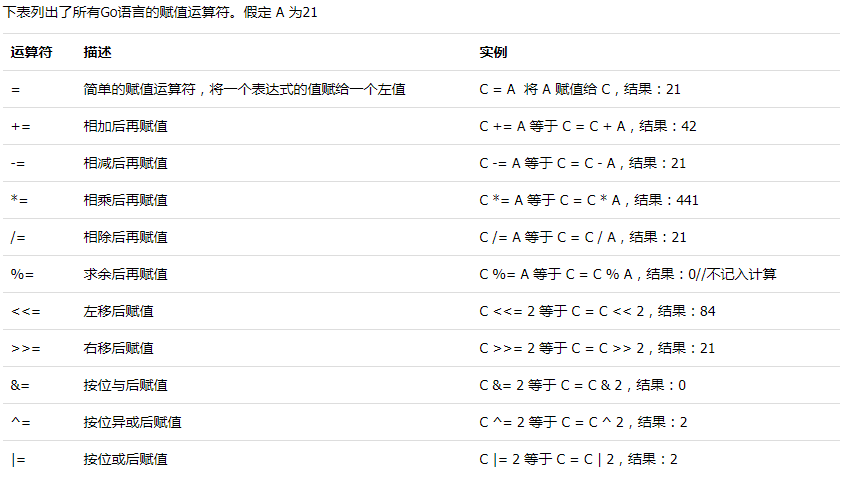 下表列出了所有Go语言的赋值运算符。假定 A 为21
运算符 描述 实例
= 简单的赋值运算符，将一个表达式的值赋给一个左值 C = A 将 A 赋值给 C，结果：21
+= 相加后再赋值 C += A 等于 C = C + A，结果：42
-= 相减后再赋值 C -= A 等于 C = C - A，结果：21
*= 相乘后再赋值 C *= A 等于 C = C * A，结果：441
/= 相除后再赋值 C /= A 等于 C = C / A，结果：21
%= 求余后再赋值 C %= A 等于 C = C % A，结果：0//不记入计算
<<= 左移后赋值 C <<= 2 等于 C = C << 2，结果：84
>>= 右移后赋值 C >>= 2 等于 C = C >> 2，结果：21
&= 按位与后赋值 C &= 2 等于 C = C & 2，结果：0
^= 按位异或后赋值 C ^= 2 等于 C = C ^ 2，结果：2
|= 按位或后赋值 C |= 2 等于 C = C | 2，结果：2